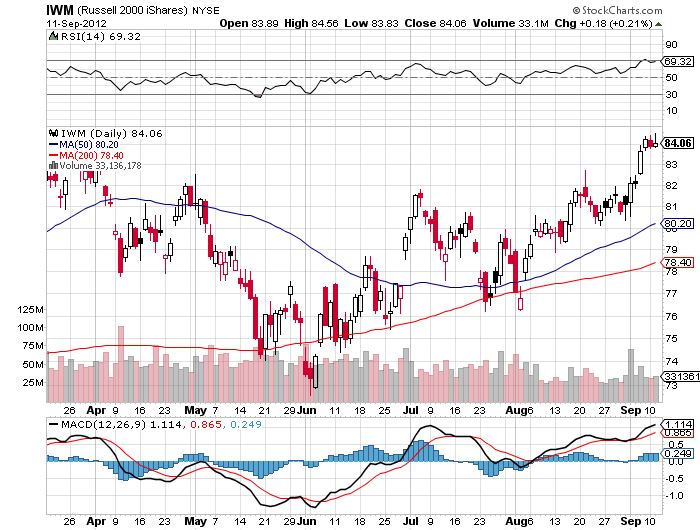 IWM (Russell 2000 iShares) NYSE
© StockCharts.com
11-Sep-2012
Open 83.89 High 84.56 Low 83.83 Close 84.06 Volume 33.1M Chg +0.18 (+0.21%)
RSI(14) 69.32
90
69.32
50
30
10
IWM (Daily) 84.06
MA(50) 80.20
MA(200) 78.40
Volume 33,136,178
84.06
83
82
81
80.20
80
79
78.40
78
77
76
75
74
73
33136178
125M
100M
75M
50M
25M
26 Apr 9 16 23 May 7 14 21 29 Jun 11 18 25 Jul 9 16 23 Aug 6 13 20 27 Sep 10
MACD(12,26,9) 1.114, 0.865, 0.249
1.114
0.865
0.249
0.0
-0.5
-1.0
26 Apr 9 16 23 May 7 14 21 29 Jun 11 18 25 Jul 9 16 23 Aug 6 13 20 27 Sep 10